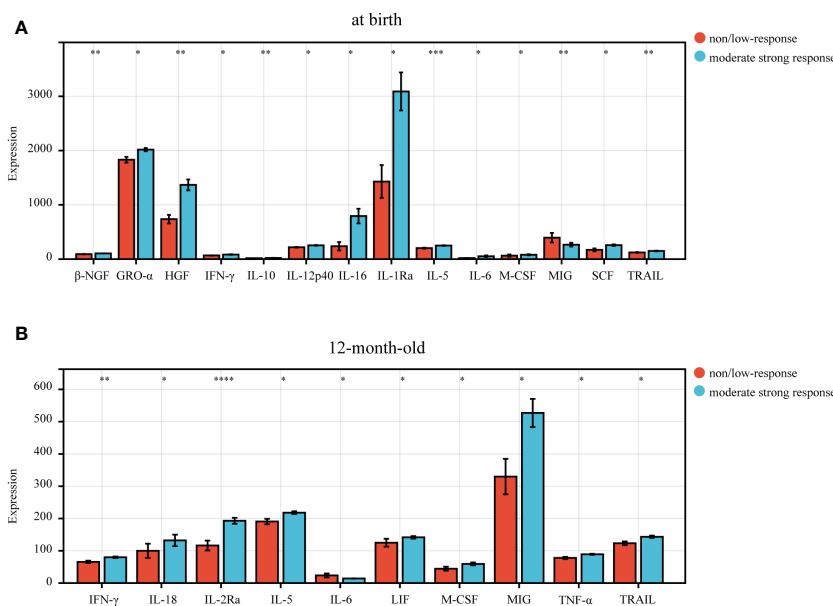 A
at birth
non/low-response
moderate strong response
** * ** * ** * * * *** * * ** * **
Expression
3000
2000
1000
0
β-NGF GRO-α HGF IFN-γ IL-10 IL-12p40 IL-16 IL-1Ra IL-5 IL-6 M-CSF MIG SCF TRAIL
B
12-month-old
non/low-response
moderate strong response
** * **** * * * * * * *
Expression
600
500
400
300
200
100
0
IFN-γ IL-18 IL-2Ra IL-5 IL-6 LIF M-CSF MIG TNF-α TRAIL